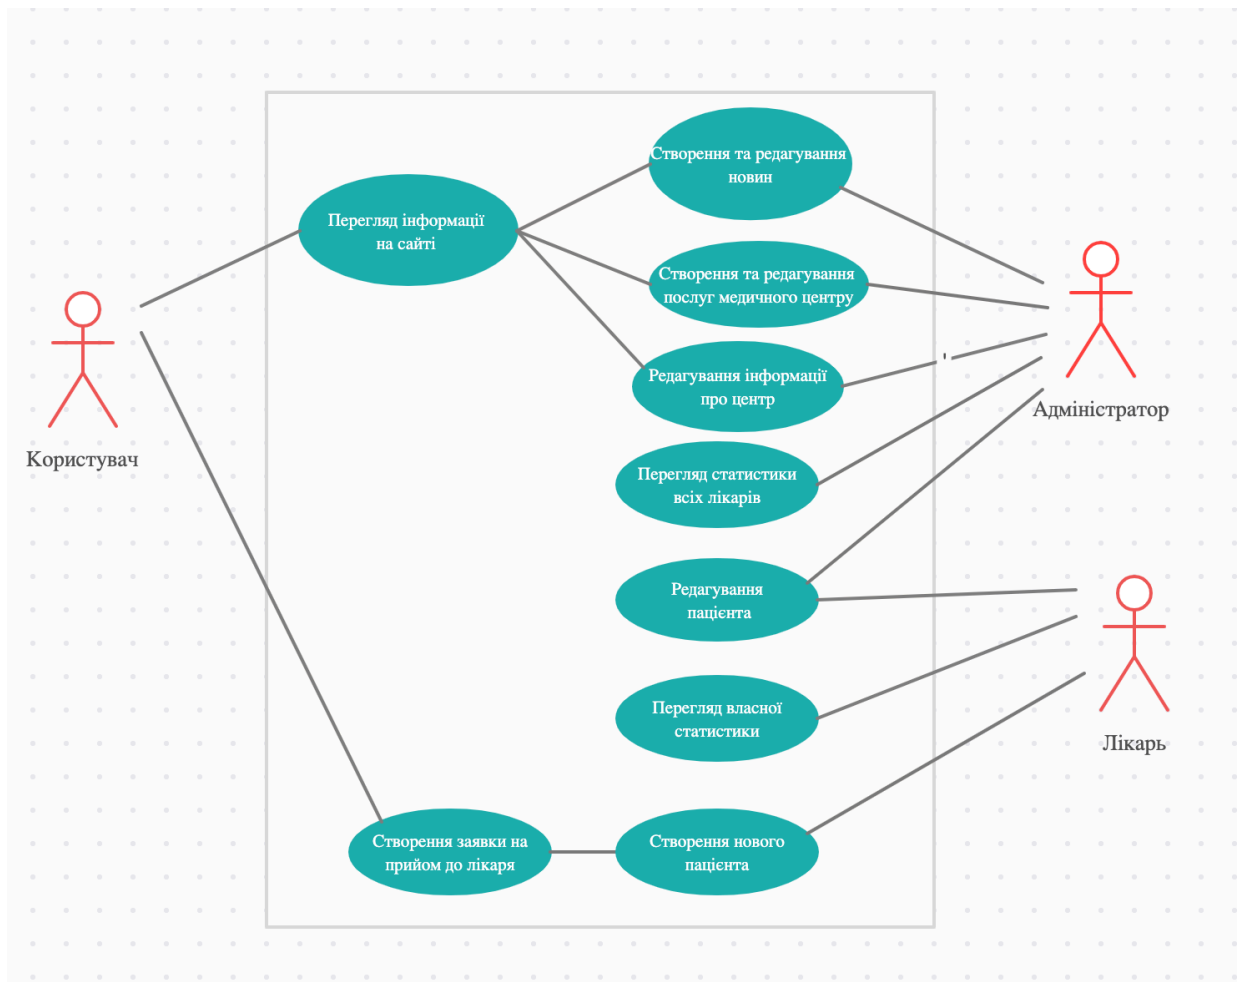 Створення та редагування
новин
Перегляд інформації
на сайті
Створення та редагування
послуг медичного центру
Редагування інформації
про центр
Адміністратор
Користувач
Перегляд статистики
всіх лікарів
Редагування
пацієнта
Перегляд власної
статистики
Лікарь
Створення заявки на
прийом до лікаря
Створення нового
пацієнта